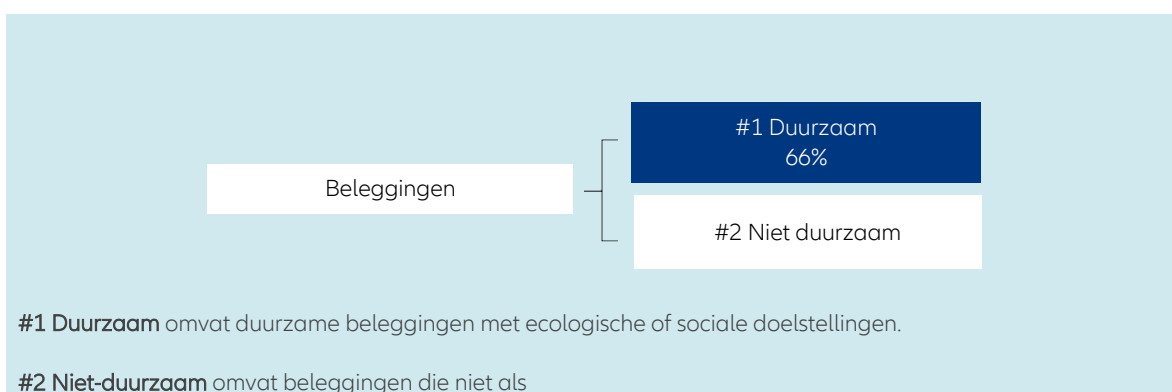 #1 Duurzaam
66%
Beleggingen
#2 Niet duurzaam
#1 Duurzaam omvat duurzame beleggingen met ecologische of sociale doelstellingen.
#2 Niet-duurzaam omvat beleggingen die niet als